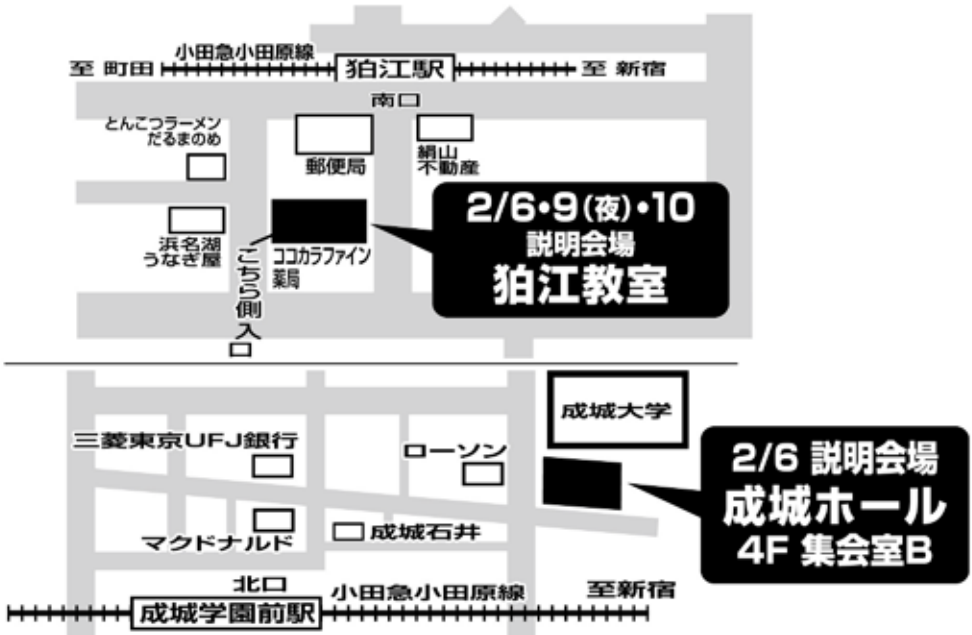 小田急小田原線
至 町田
狛江駅
至 新宿
南口
とんこつラーメン
だるまのめ
郵便局
絹山
不動産
浜名湖
うなぎ屋
ココカラファイン
薬局
こちら側入口
2/6•9(夜)•10
説明会場
狛江教室
成城大学
三菱東京UFJ銀行
ローソン
2/6 説明会場
成城ホール
4F 集会室B
マクドナルド
成城石井
北口
小田急小田原線
至新宿
成城学園前駅